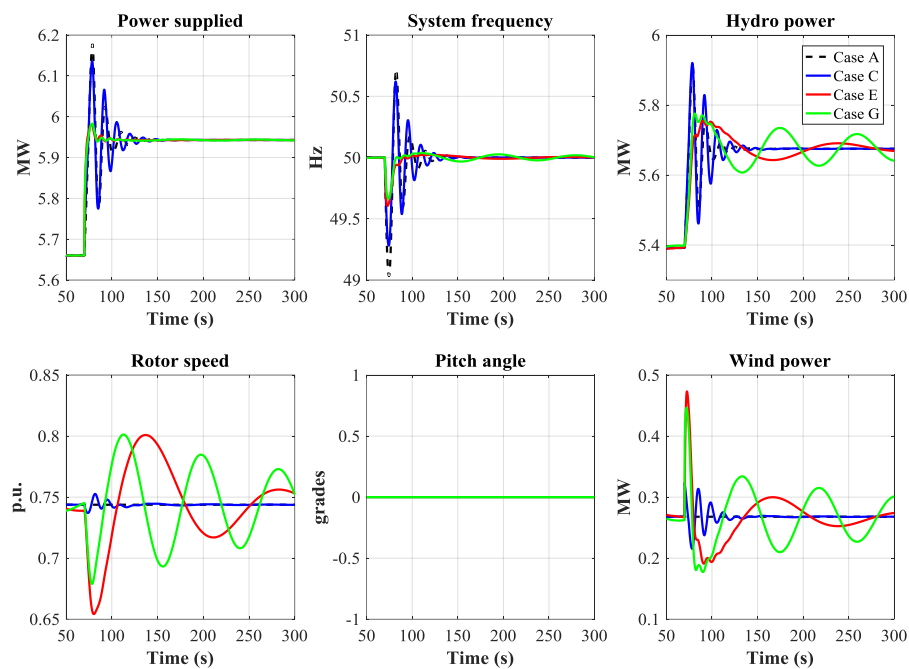 Power supplied
6.2
6.1
6
5.9
5.8
5.7
5.6
MW
50 100 150 200 250 300
Time (s)
System frequency
51
50.5
50
49.5
49
Hz
50 100 150 200 250 300
Time (s)
Hydro power
6
5.8
5.6
5.4
MW
Case A
Case C
Case E
Case G
50 100 150 200 250 300
Time (s)
Rotor speed
0.85
0.8
0.75
0.7
0.65
p.u.
50 100 150 200 250 300
Time (s)
Pitch angle
1
0.5
0
-0.5
-1
grades
50 100 150 200 250 300
Time (s)
Wind power
0.5
0.4
0.3
0.2
0.1
MW
50 100 150 200 250 300
Time (s)